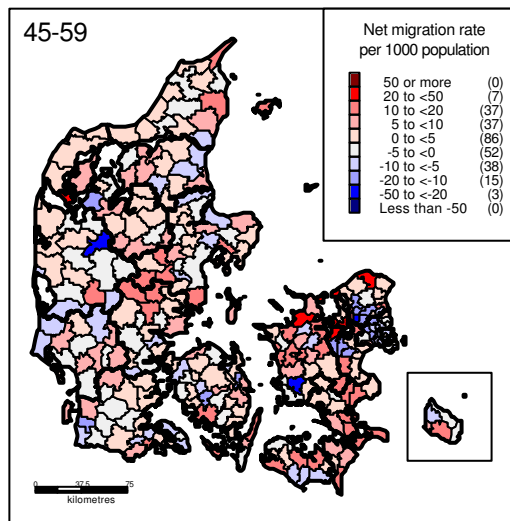 45-59
Net migration rate
per 1000 population
50 or more (0)
20 to <50 (7)
10 to <20 (37)
5 to <10 (37)
0 to <5 (86)
-5 to <0 (52)
-10 to <-5 (38)
-20 to <-10 (15)
-50 to <-20 (3)
Less than -50 (0)
0 37.5 75
kilometres